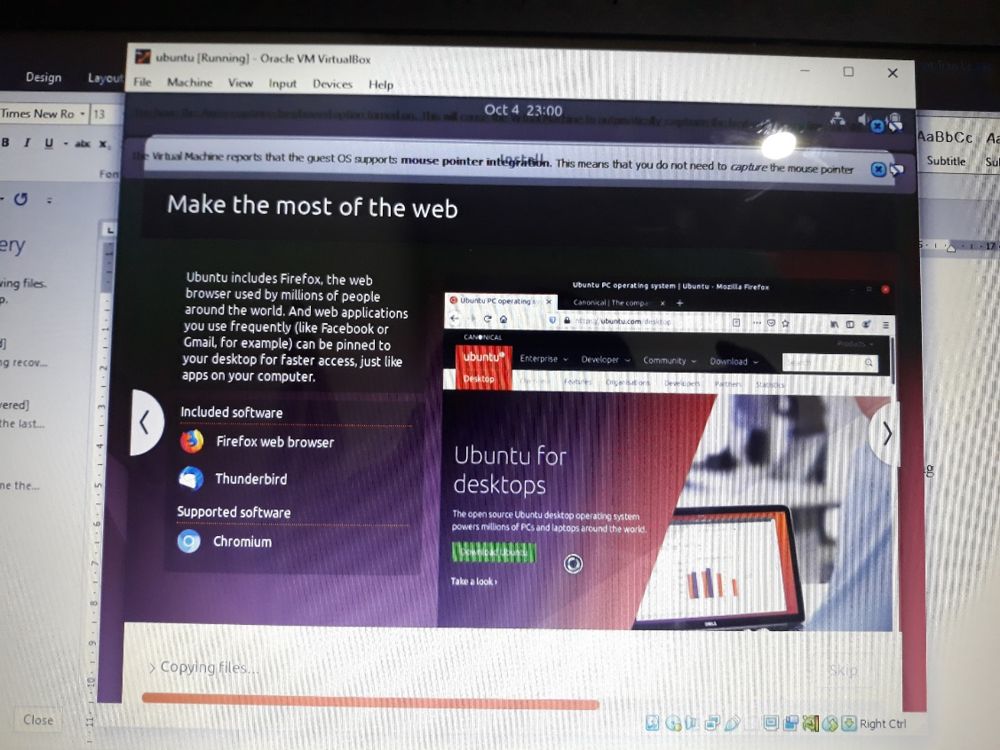 ubuntu [Running] - Oracle VM VirtualBox
File Machine View Input Devices Help
Design Layout
Times New Ro 13
B I U abc x
Fon
Oct 4 23:00
Virtual Machine reports that the guest OS supports mouse pointer integration. This means that you do not need to capture the mouse pointer
Install
AaBbCc Aa
Subtitle Su
Make the most of the web
ery
ving files.
p.
d]
ng recov...
vered]
the last...
ne the...
Close
Ubuntu includes Firefox, the web
browser used by millions of people
around the world. And web applications
you use frequently (like Facebook or
Gmail, for example) can be pinned to
your desktop for faster access, just like
apps on your computer.
Included software
Firefox web browser
Thunderbird
Supported software
Chromium
Ubuntu PC operating system | Ubuntu - Mozilla Firefox
Ubuntu PC operating s
Canonical | The compa
https://ubuntu.com/desktop
CANONICAL
Products
ubuntu Enterprise Developer Community Download Search
Desktop Overview Features Organisations Developers Partners Statistics
Ubuntu for
desktops
The open source Ubuntu desktop operating system
powers millions of PCs and laptops around the world.
Download Ubuntu
Take a look ›
DELL
g
> Copying files...
Skip
Right Ctrl